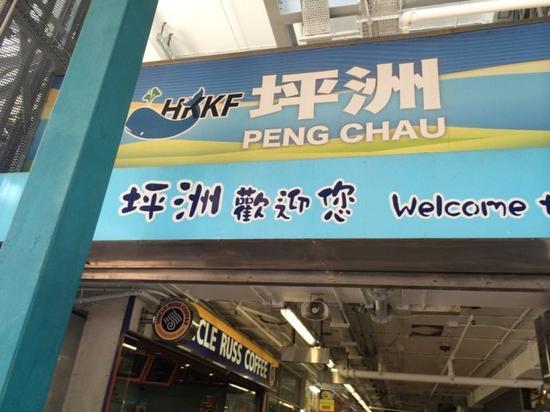 HKKF 坪洲
PENG CHAU
坪洲歡迎您 Welcome t
CLE RUSS COFFEE